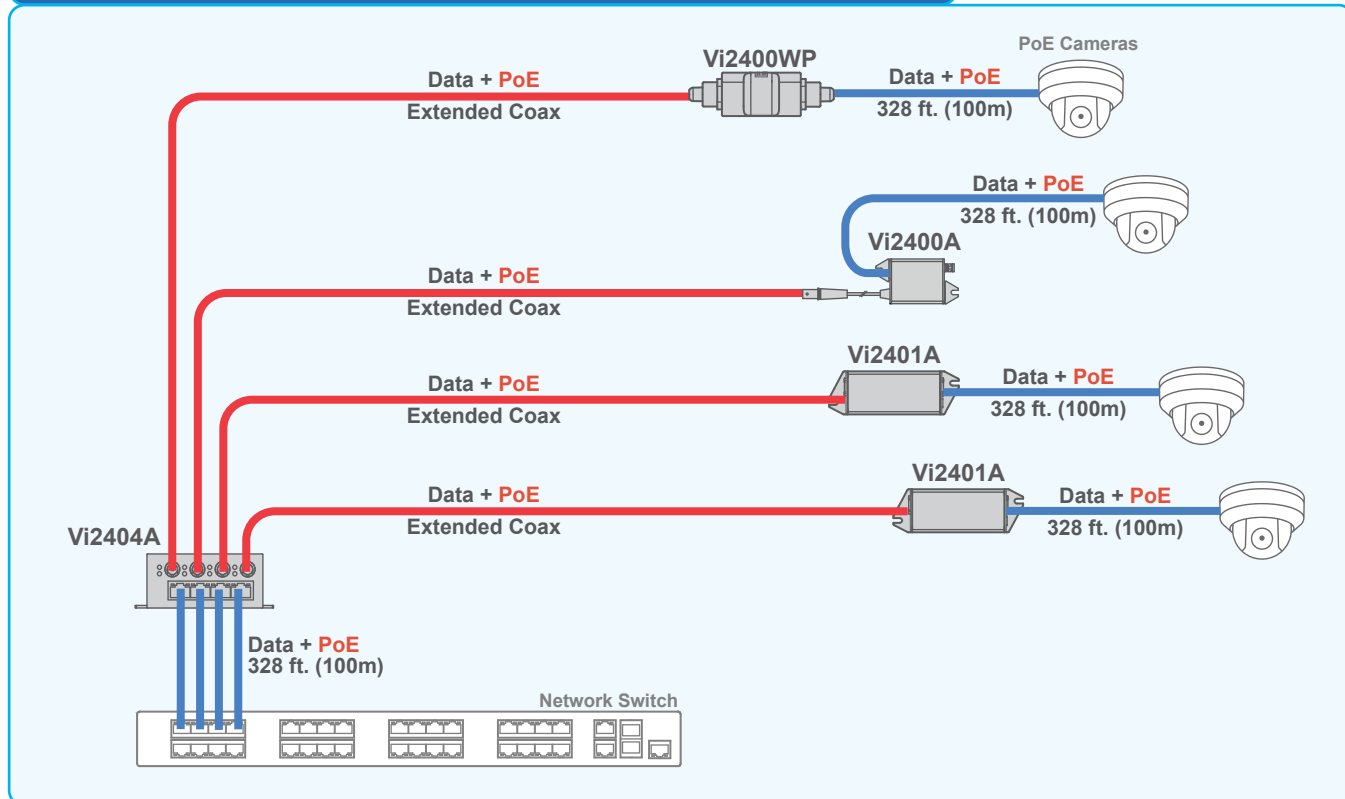 PoE Cameras
Vi2400WP
Data + PoE
Extended Coax
Data + PoE
328 ft. (100m)
Data + PoE
328 ft. (100m)
Vi2400A
Data + PoE
Extended Coax
Vi2401A
Data + PoE
Extended Coax
Data + PoE
328 ft. (100m)
Vi2401A
Data + PoE
Extended Coax
Data + PoE
328 ft. (100m)
Vi2404A
Data + PoE
328 ft. (100m)
Network Switch